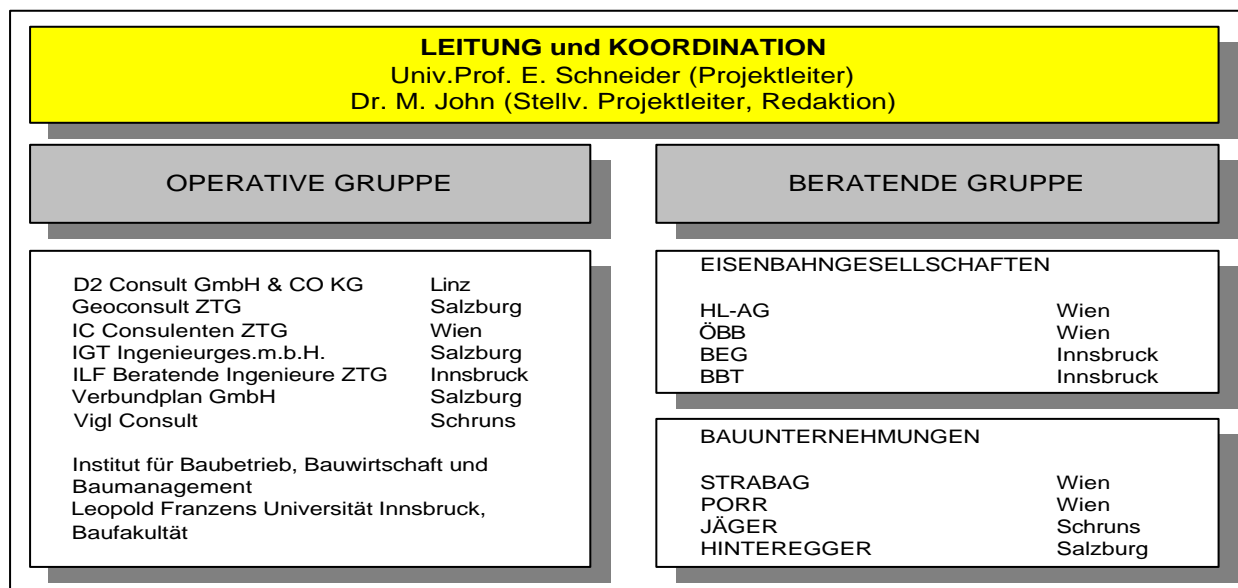 LEITUNG und KOORDINATION
Univ.Prof. E. Schneider (Projektleiter)
Dr. M. John (Stellv. Projektleiter, Redaktion)
OPERATIVE GRUPPE
D2 Consult GmbH & CO KG Linz
Geoconsult ZTG Salzburg
IC Consulenten ZTG Wien
IGT Ingenieurges.m.b.H. Salzburg
ILF Beratende Ingenieure ZTG Innsbruck
Verbundplan GmbH Salzburg
Vigl Consult Schruns
Institut für Baubetrieb, Bauwirtschaft und
Baumanagement
Leopold Franzens Universität Innsbruck,
Baufakultät
BERATENDE GRUPPE
EISENBAHNGESELLSCHAFTEN
HL-AG Wien
ÖBB Wien
BEG Innsbruck
BBT Innsbruck
BAUUNTERNEHMUNGEN
STRABAG Wien
PORR Wien
JÄGER Schruns
HINTEREGGER Salzburg